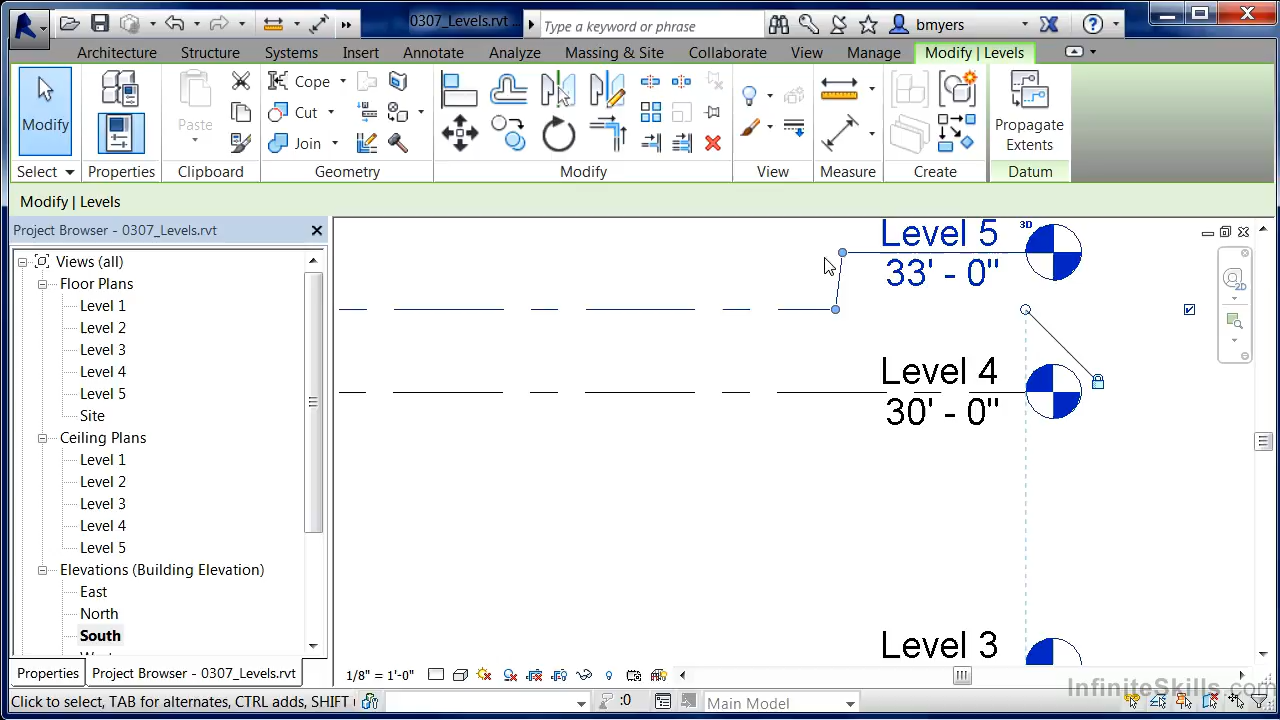 0307_Levels.rvt ...
Type a keyword or phrase
bmyers
Architecture
Structure
Systems
Insert
Annotate
Analyze
Massing & Site
Collaborate
View
Manage
Modify | Levels
Modify
Paste
Cope
Cut
Join
Propagate
Extents
Select
Properties
Clipboard
Geometry
Modify
View
Measure
Create
Datum
Modify | Levels
Project Browser - 0307_Levels.rvt
Views (all)
Floor Plans
Level 1
Level 2
Level 3
Level 4
Level 5
Site
Ceiling Plans
Level 1
Level 2
Level 3
Level 4
Level 5
Elevations (Building Elevation)
East
North
South
Level 5
3D
33' - 0"
Level 4
30' - 0"
Level 3
2D
Properties
Project Browser - 0307_Levels.rvt
1/8" = 1'-0"
InfiniteSkills.com
Click to select, TAB for alternates, CTRL adds, SHIFT
:0
Main Model